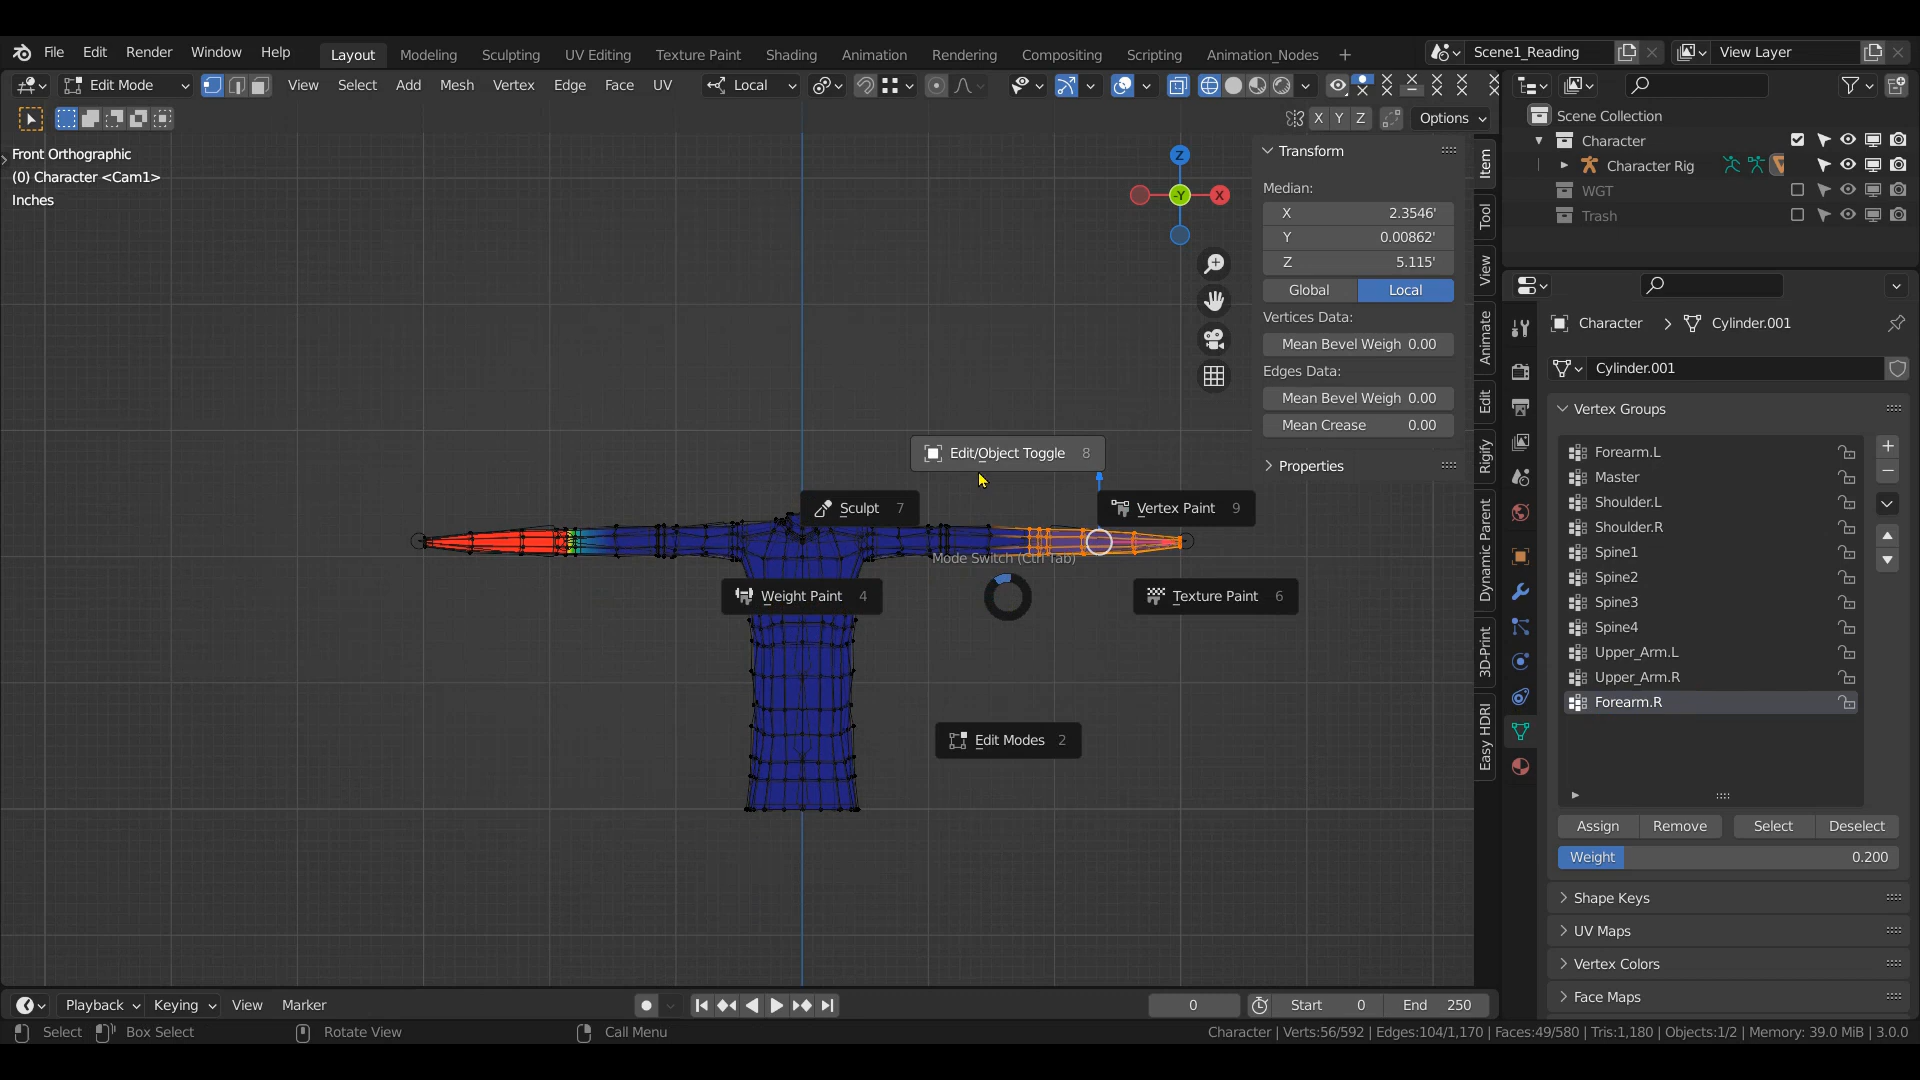 File Edit Render Window Help Layout Modeling Sculpting UV Editing Texture Paint Shading Animation Rendering Compositing Scripting Animation_Nodes + Scene1_Reading View Layer
Edit Mode View Select Add Mesh Vertex Edge Face UV Local
X Y Z Options
Front Orthographic
(0) Character <Cam1>
Inches
Z
-Y
X
Transform
Median:
X 2.3546'
Y 0.00862'
Z 5.115'
Global Local
Vertices Data:
Mean Bevel Weigh 0.00
Edges Data:
Mean Bevel Weigh 0.00
Mean Crease 0.00
Properties
Item
Tool
View
Animate
Edit
Rigify
Dynamic Parent
3D-Print
Easy HDRI
Edit/Object Toggle 8
Sculpt 7
Vertex Paint 9
Mode Switch (Ctrl Tab)
Weight Paint 4
Texture Paint 6
Edit Modes 2
Scene Collection
Character
Character Rig
WGT
Trash
Character Cylinder.001
Cylinder.001
Vertex Groups
Forearm.L
Master
Shoulder.L
Shoulder.R
Spine1
Spine2
Spine3
Spine4
Upper_Arm.L
Upper_Arm.R
Forearm.R
Assign Remove Select Deselect
Weight 0.200
Shape Keys
UV Maps
Vertex Colors
Face Maps
Playback Keying View Marker 0 Start 0 End 250
Select Box Select Rotate View Call Menu Character | Verts:56/592 | Edges:104/1,170 | Faces:49/580 | Tris:1,180 | Objects:1/2 | Memory: 39.0 MiB | 3.0.0